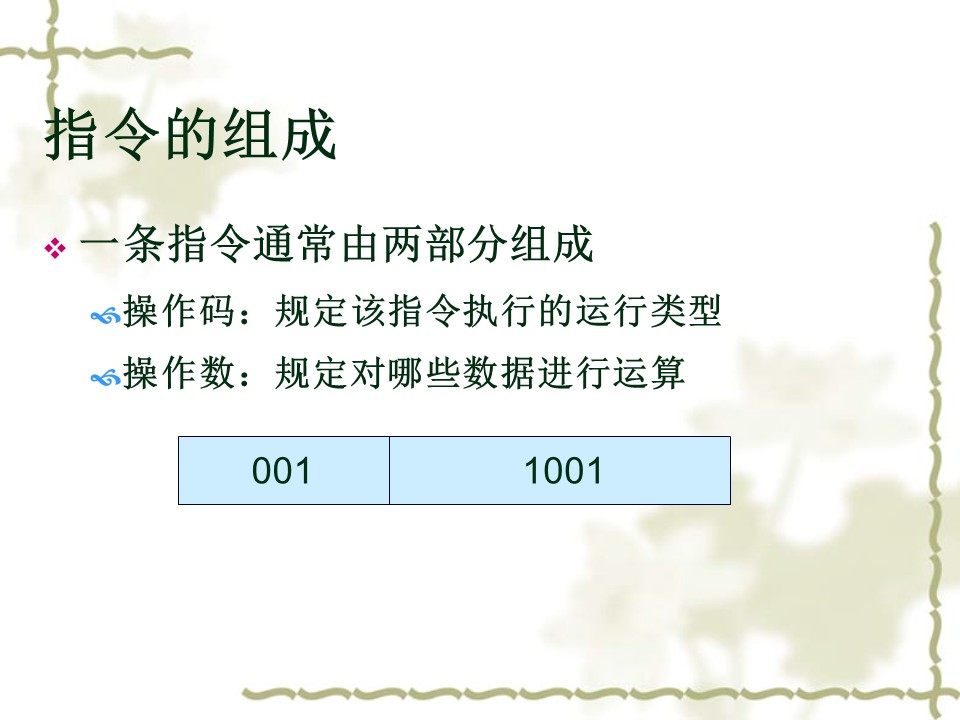 指令的组成
一条指令通常由两部分组成
操作码：规定该指令执行的运行类型
操作数：规定对哪些数据进行运算
001 1001